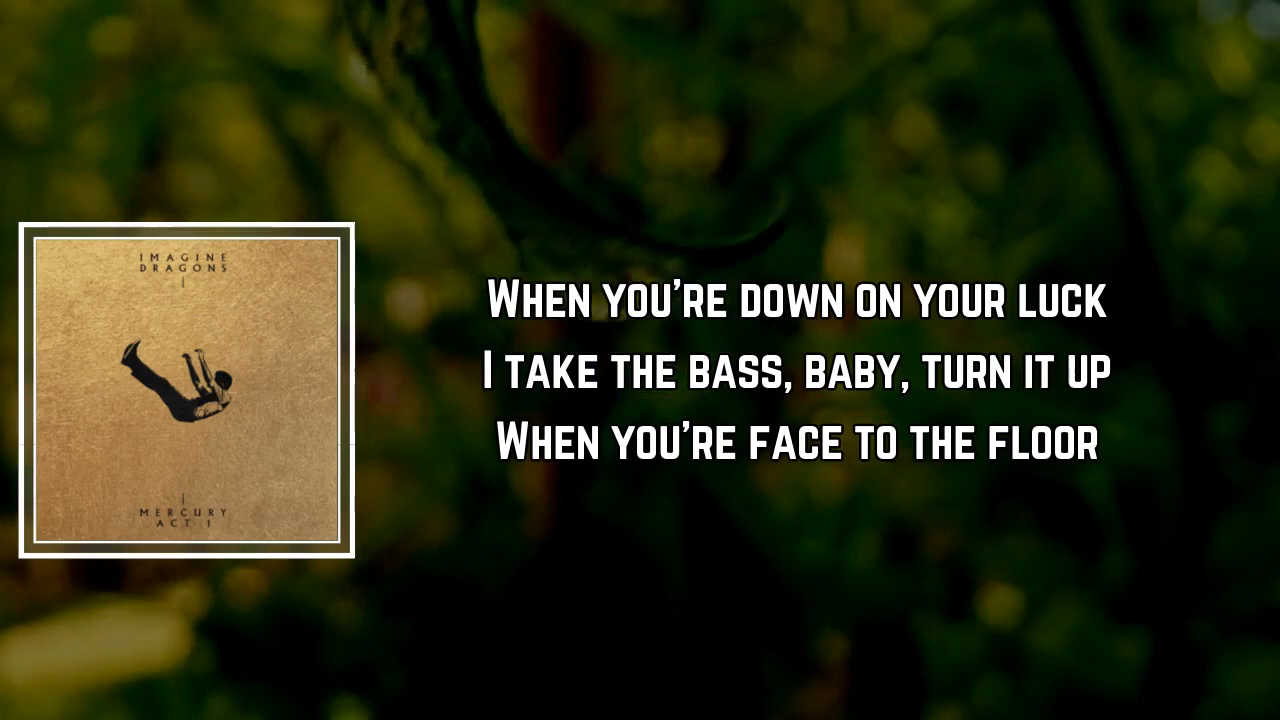 IMAGINE
DRAGONS
WHEN YOU'RE DOWN ON YOUR LUCK
I TAKE THE BASS, BABY, TURN IT UP
WHEN YOU'RE FACE TO THE FLOOR
MERCURY
ACT I